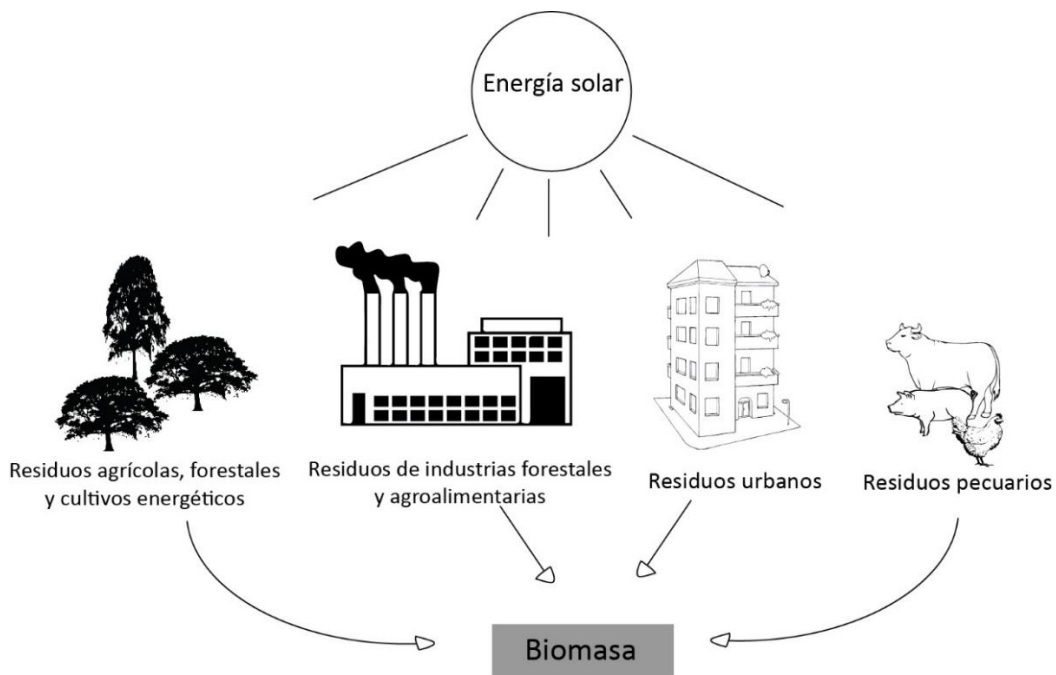 Energía solar
Residuos agrícolas, forestales
y cultivos energéticos
Residuos de industrias forestales
y agroalimentarias
Residuos urbanos
Residuos pecuarios
Biomasa